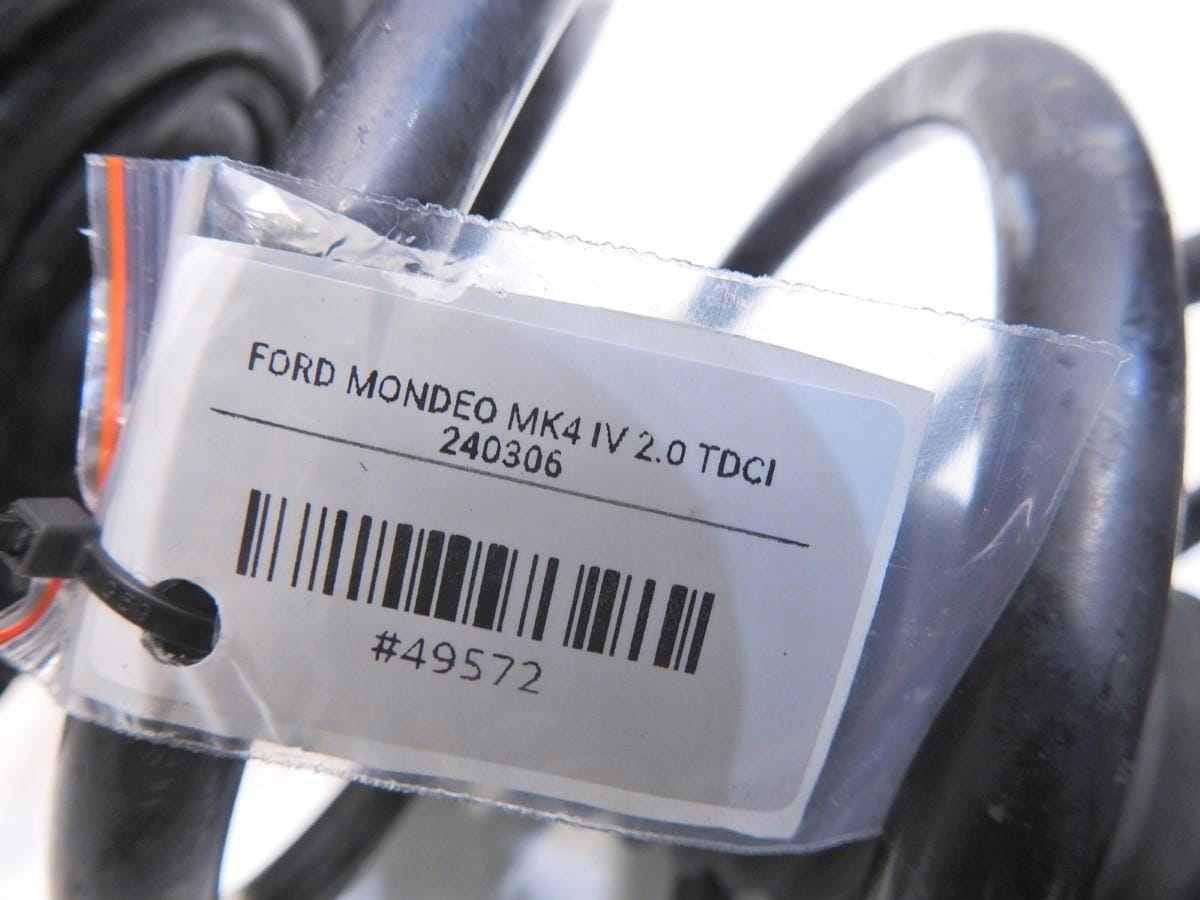 FORD MONDEO MK4 IV 2.0 TDCI
240306
#49572